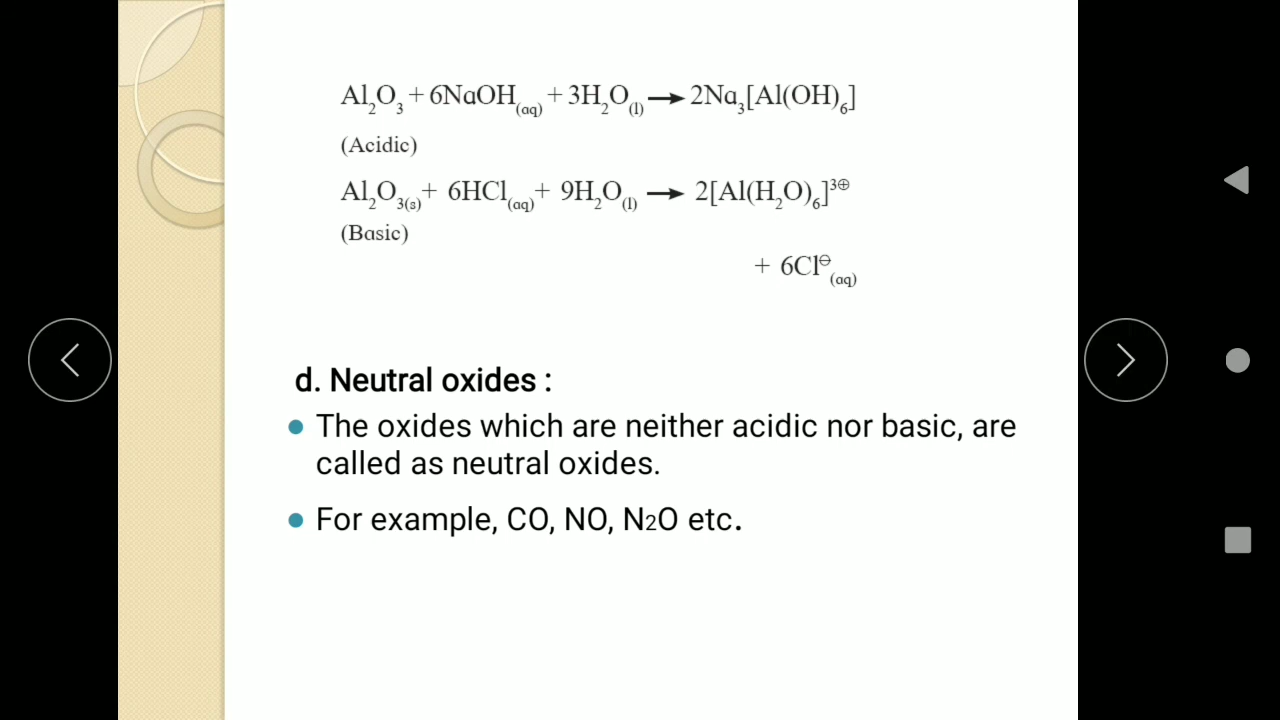 Al₂O₃ + 6NaOH(aq) + 3H₂O(l) → 2Na₃[Al(OH)₆]
(Acidic)
Al₂O₃(s) + 6HCl(aq) + 9H₂O(l) → 2[Al(H₂O)₆]³⊕
(Basic)
+ 6Cl⊖(aq)
d. Neutral oxides :
• The oxides which are neither acidic nor basic, are
called as neutral oxides.
• For example, CO, NO, N₂O etc.